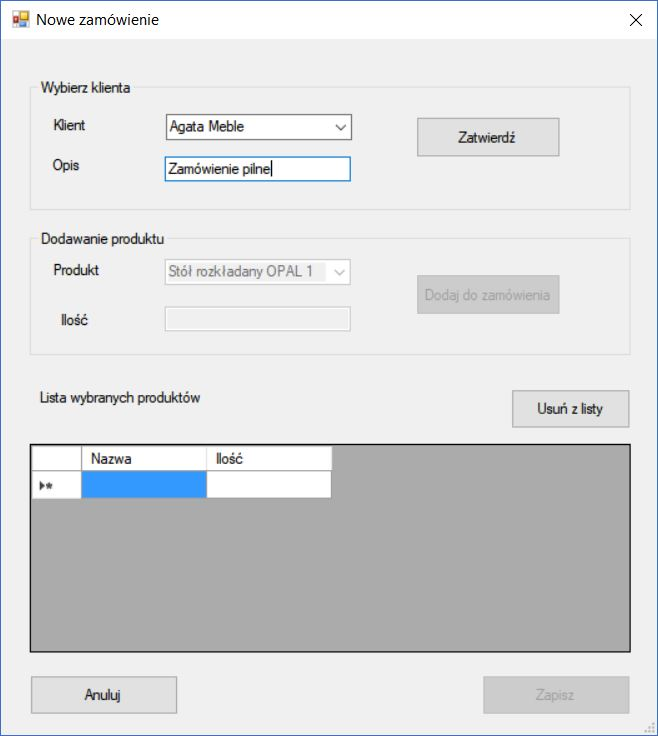 Nowe zamówienie
Wybierz klienta
Klient
Agata Meble
Zatwierdź
Opis
Zamówienie pilne
Dodawanie produktu
Produkt
Stół rozkładany OPAL 1
Dodaj do zamówienia
Ilość
Lista wybranych produktów
Usuń z listy
Nazwa Ilość
Anuluj
Zapisz